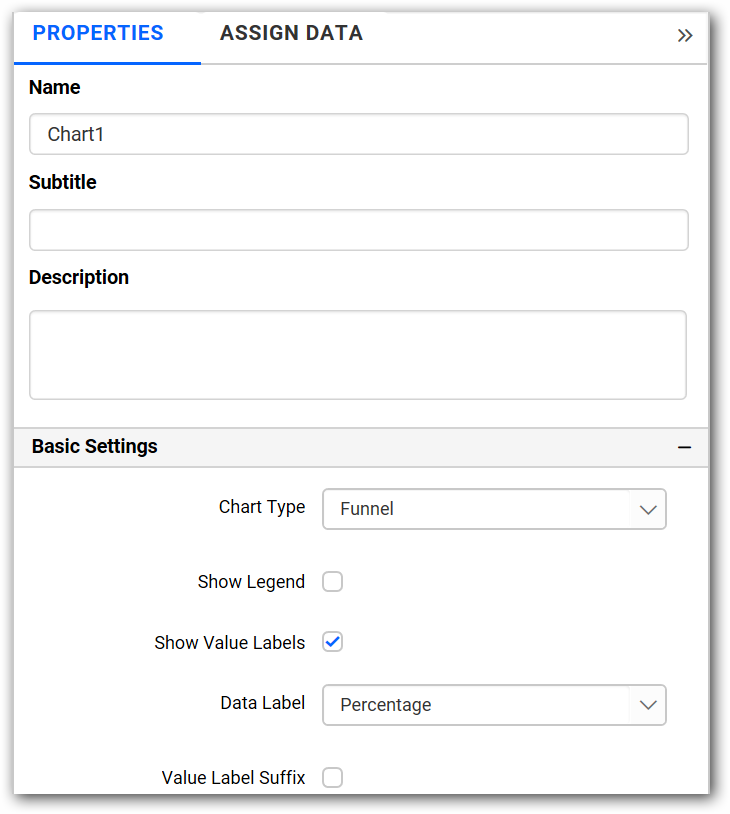 PROPERTIES ASSIGN DATA
Name
Chart1
Subtitle
Description
Basic Settings
Chart Type Funnel
Show Legend
Show Value Labels
Data Label Percentage
Value Label Suffix